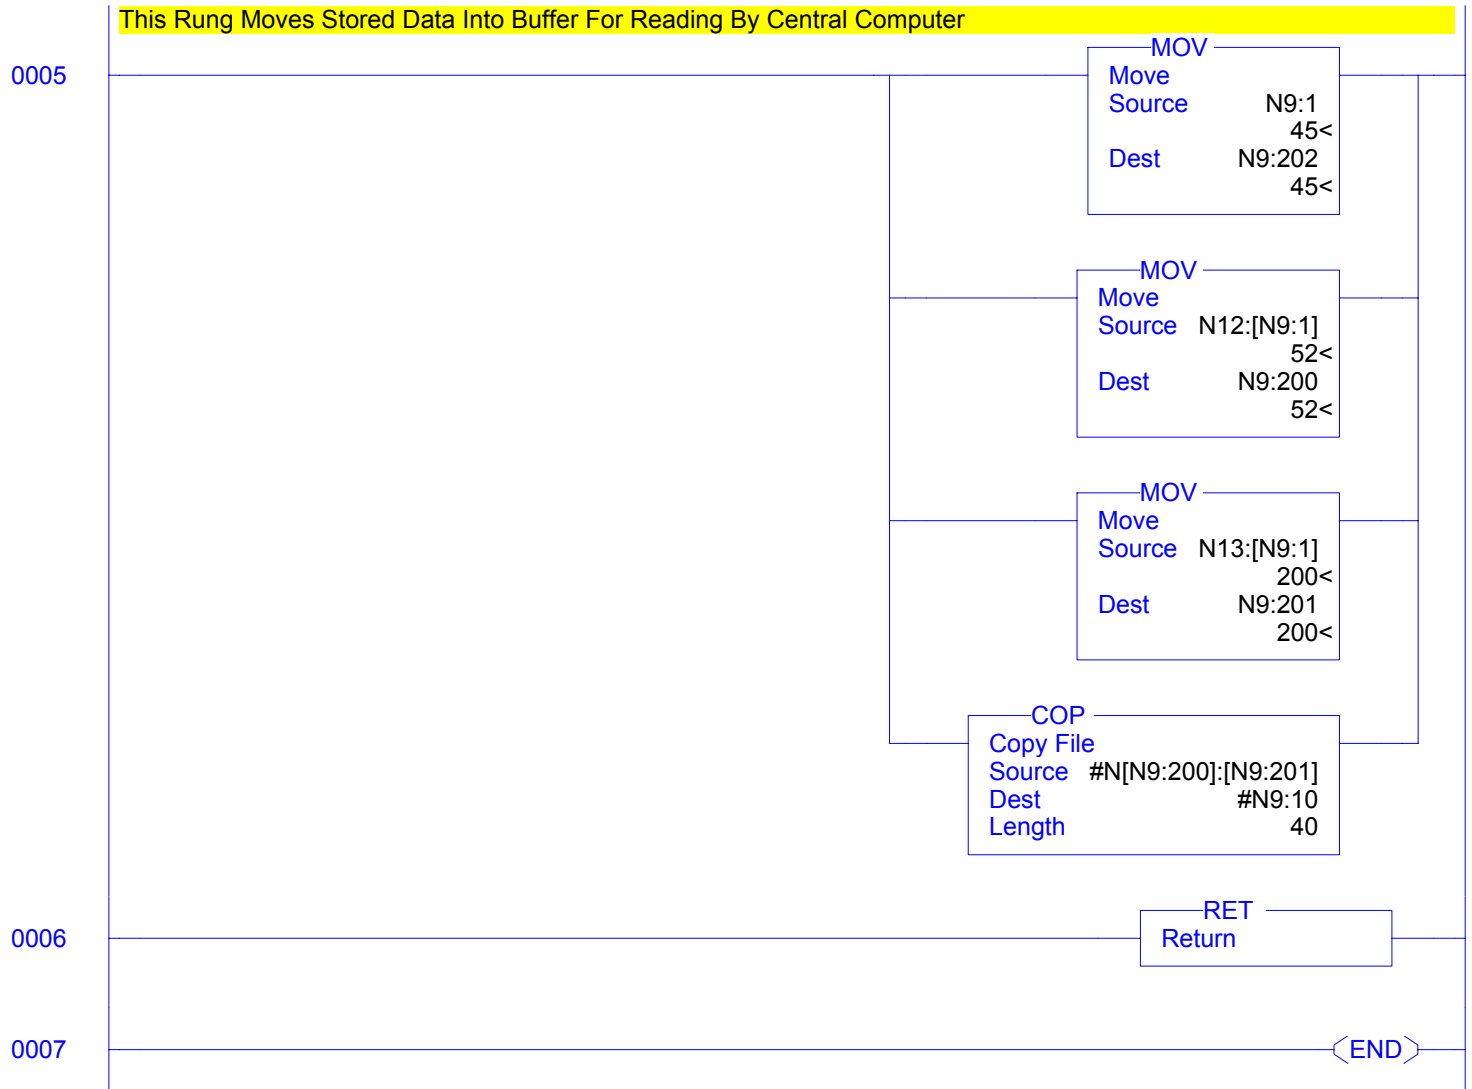 This Rung Moves Stored Data Into Buffer For Reading By Central Computer
0005
MOV
Move
Source N9:1
45<
Dest N9:202
45<
MOV
Move
Source N12:[N9:1]
52<
Dest N9:200
52<
MOV
Move
Source N13:[N9:1]
200<
Dest N9:201
200<
COP
Copy File
Source #N[N9:200]:[N9:201]
Dest #N9:10
Length 40
0006
RET
Return
0007
END